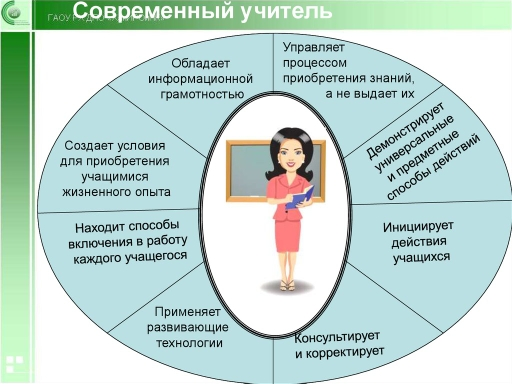 Современный учитель
Управляет
процессом
приобретения знаний,
а не выдает их
Демонстрирует
универсальные
и предметные
способы действий
Инициирует
действия
учащихся
Консультирует
и корректирует
Применяет
развивающие
технологии
Находит способы
включения в работу
каждого учащегося
Создает условия
для приобретения
учащимися
жизненного опыта
Обладает
информационной
грамотностью